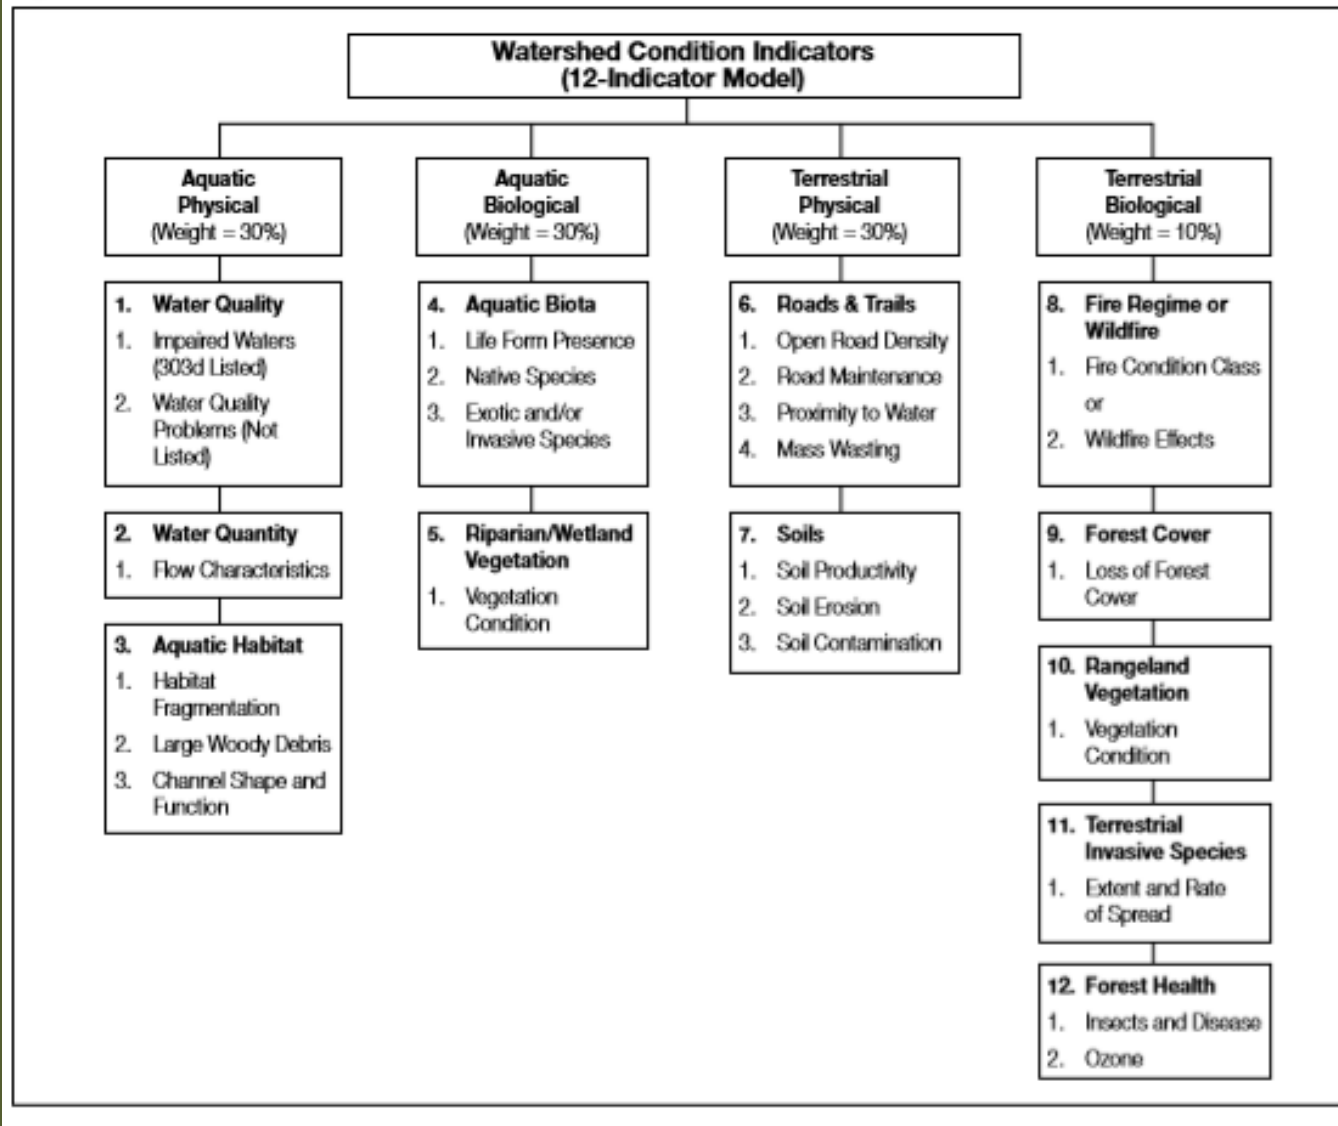 Watershed Condition Indicators
(12-Indicator Model)
Aquatic
Physical
(Weight = 30%)
1. Water Quality
1. Impaired Waters
(303d Listed)
2. Water Quality
Problems (Not
Listed)
2. Water Quantity
1. Flow Characteristics
3. Aquatic Habitat
1. Habitat
Fragmentation
2. Large Woody Debris
3. Channel Shape and
Function
Aquatic
Biological
(Weight = 30%)
4. Aquatic Biota
1. Life Form Presence
2. Native Species
3. Exotic and/or
Invasive Species
5. Riparian/Wetland
Vegetation
1. Vegetation
Condition
Terrestrial
Physical
(Weight = 30%)
6. Roads & Trails
1. Open Road Density
2. Road Maintenance
3. Proximity to Water
4. Mass Wasting
7. Soils
1. Soil Productivity
2. Soil Erosion
3. Soil Contamination
Terrestrial
Biological
(Weight = 10%)
8. Fire Regime or
Wildfire
1. Fire Condition Class
or
2. Wildfire Effects
9. Forest Cover
1. Loss of Forest
Cover
10. Rangeland
Vegetation
1. Vegetation
Condition
11. Terrestrial
Invasive Species
1. Extent and Rate
of Spread
12. Forest Health
1. Insects and Disease
2. Ozone